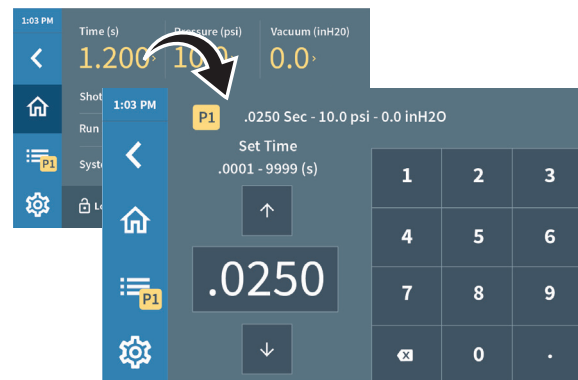 1:03 PM
Time (s)
Pressure (psi)
Vacuum (inH20)
1.200
10.0
0.0
Shot
Run
P1
Syst
1:03 PM
P1
.0250 Sec - 10.0 psi - 0.0 inH2O
Set Time
.0001 - 9999 (s)
.0250
P1
1 2 3
4 5 6
7 8 9
0 .